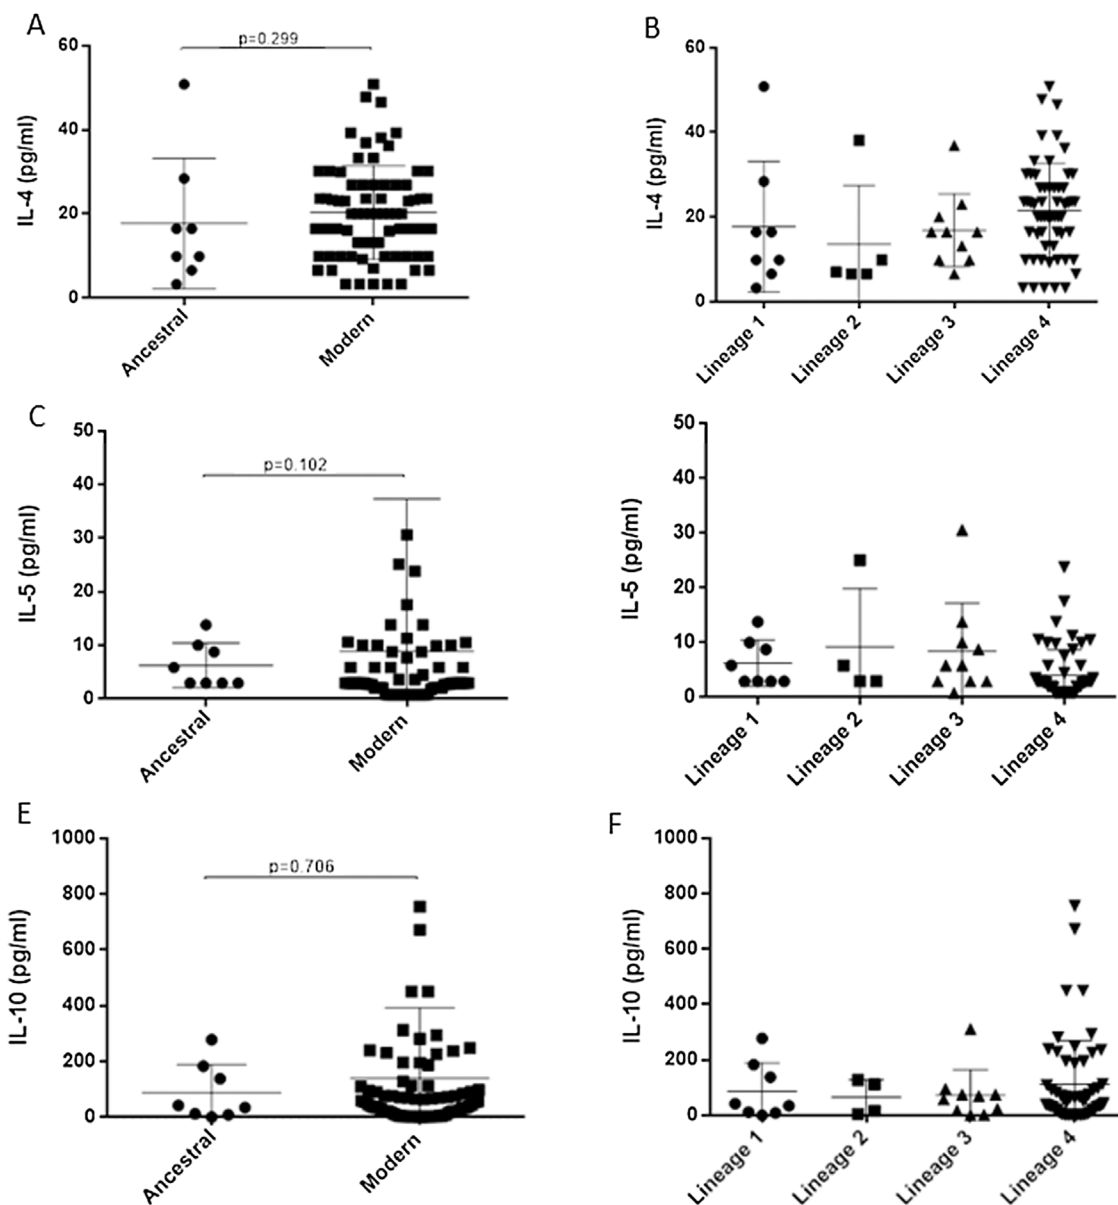 A
p=0.299
60
40
20
0
IL-4 (pg/ml)
Ancestral
Modern
B
60
40
20
0
IL-4 (pg/ml)
Lineage 1
Lineage 2
Lineage 3
Lineage 4
C
p=0.102
50
40
30
20
10
0
IL-5 (pg/ml)
Ancestral
Modern
50
40
30
20
10
0
IL-5 (pg/ml)
Lineage 1
Lineage 2
Lineage 3
Lineage 4
E
p=0.706
1000
800
600
400
200
0
IL-10 (pg/ml)
Ancestral
Modern
F
1000
800
600
400
200
0
IL-10 (pg/ml)
Lineage 1
Lineage 2
Lineage 3
Lineage 4